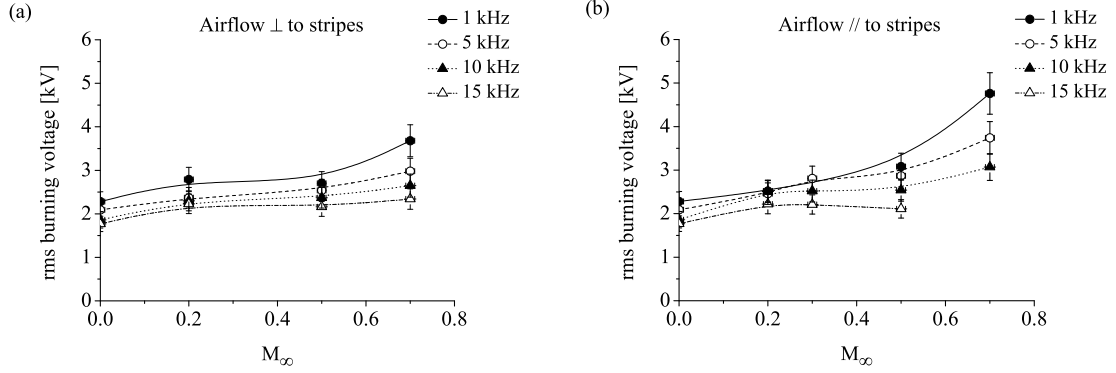 (a)
Airflow ⊥ to stripes
1 kHz
5 kHz
10 kHz
15 kHz
rms burning voltage [kV]
6
5
4
3
2
1
0
0.0 0.2 0.4 0.6 0.8
M∞
(b)
Airflow // to stripes
1 kHz
5 kHz
10 kHz
15 kHz
rms burning voltage [kV]
6
5
4
3
2
1
0
0.0 0.2 0.4 0.6 0.8
M∞